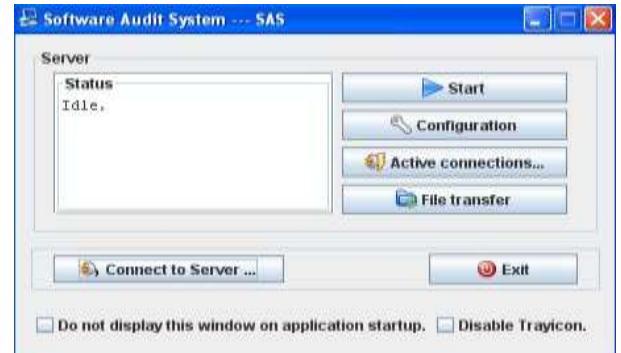 Software Audit System --- SAS
Server
Status
Idle.
Start
Configuration
Active connections...
File transfer
Connect to Server ...
Exit
Do not display this window on application startup.
Disable Trayicon.